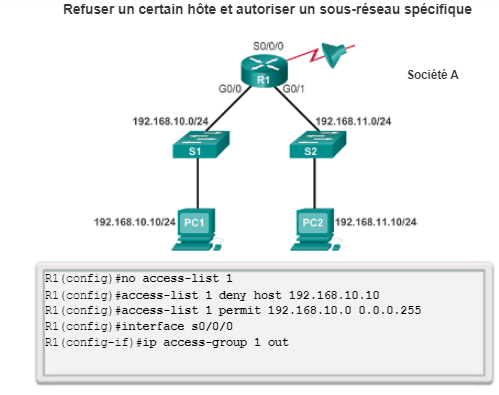 Refuser un certain hôte et autoriser un sous-réseau spécifique
S0/0/0
Société A
R1
G0/0
G0/1
192.168.10.0/24
192.168.11.0/24
S1
S2
192.168.10.10/24
PC1
PC2
192.168.11.10/24
R1(config)#no access-list 1
R1(config)#access-list 1 deny host 192.168.10.10
R1(config)#access-list 1 permit 192.168.10.0 0.0.0.255
R1(config)#interface s0/0/0
R1(config-if)#ip access-group 1 out